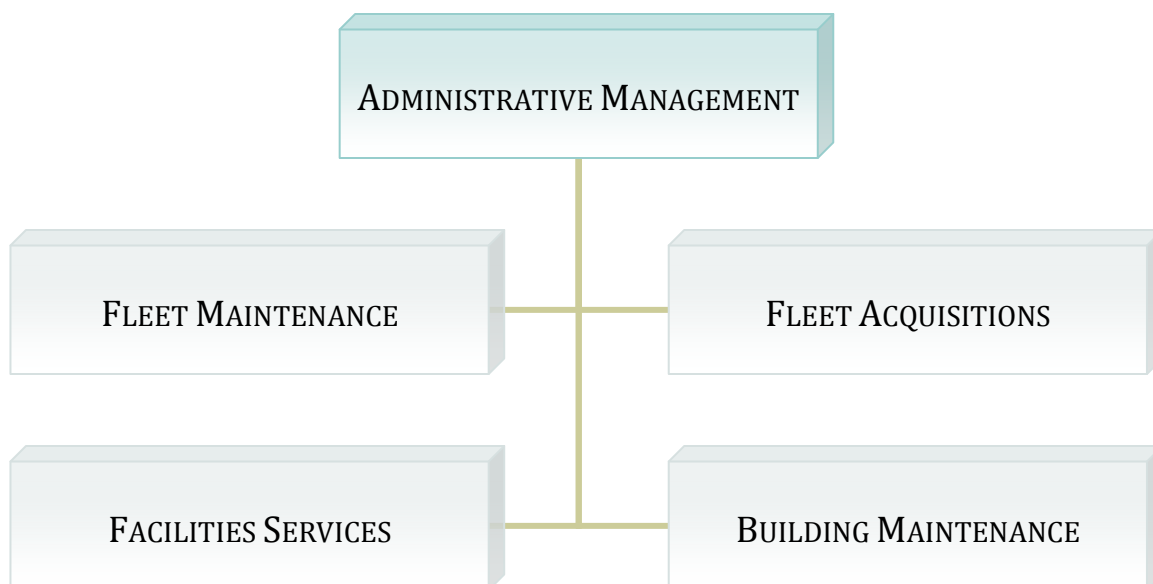 ADMINISTRATIVE MANAGEMENT
FLEET MAINTENANCE
FLEET ACQUISITIONS
FACILITIES SERVICES
BUILDING MAINTENANCE